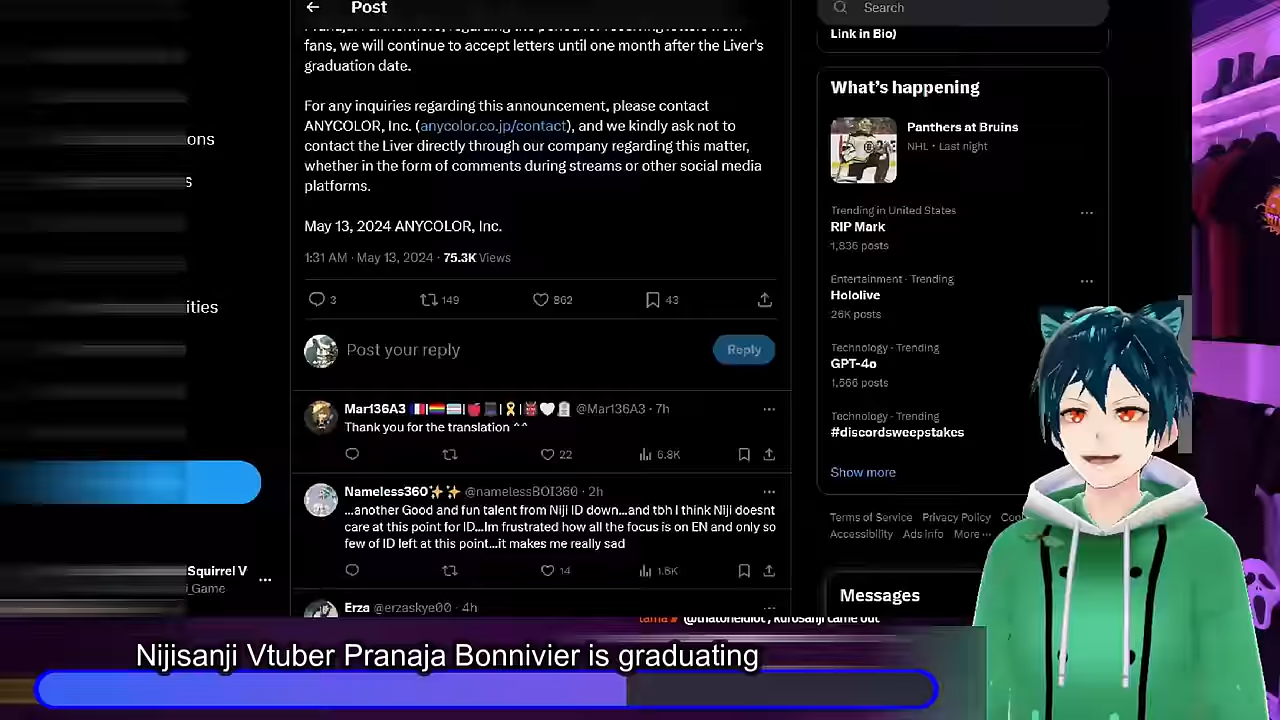 Post
fans, we will continue to accept letters until one month after the Liver's
graduation date.
For any inquiries regarding this announcement, please contact
ANYCOLOR, Inc. (anycolor.co.jp/contact), and we kindly ask not to
contact the Liver directly through our company regarding this matter,
whether in the form of comments during streams or other social media
platforms.
May 13, 2024 ANYCOLOR, Inc.
1:31 AM · May 13, 2024 · 75.3K Views
3 149 862 43
Post your reply
Reply
Mar136A3 @Mar136A3 · 7h
Thank you for the translation ^^
22 6.8K
Nameless360 @namelessBOI360 · 2h
...another Good and fun talent from Niji ID down...and tbh I think Niji doesnt
care at this point for ID...Im frustrated how all the focus is on EN and only so
few of ID left at this point...it makes me really sad
14 1.8K
Erza @erzaskye00 · 4h
ons
s
ities
Squirrel V
i Game
Search
Link in Bio)
What's happening
Panthers at Bruins
NHL · Last night
Trending in United States
RIP Mark
1,836 posts
Entertainment · Trending
Hololive
26K posts
Technology · Trending
GPT-4o
1,566 posts
Technology · Trending
#discordsweepstakes
Show more
Terms of Service Privacy Policy
Accessibility Ads info More ...
Messages
@thatoneidiot , kurosanji came out
Nijisanji Vtuber Pranaja Bonnivier is graduating